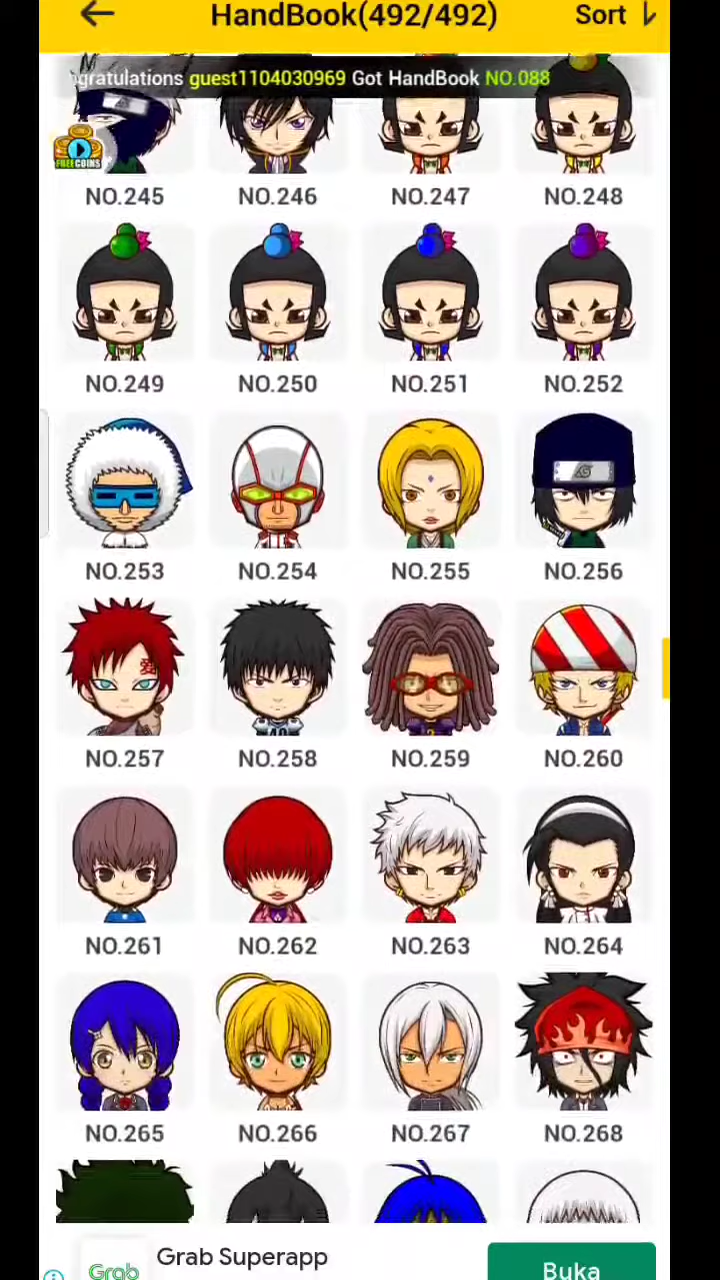 HandBook(492/492)
Sort
gratulations guest1104030969 Got HandBook NO.088
FREE COINS
NO.245 NO.246 NO.247 NO.248
NO.249 NO.250 NO.251 NO.252
NO.253 NO.254 NO.255 NO.256
NO.257 NO.258 NO.259 NO.260
NO.261 NO.262 NO.263 NO.264
NO.265 NO.266 NO.267 NO.268
Grab Superapp
Grab
Buka